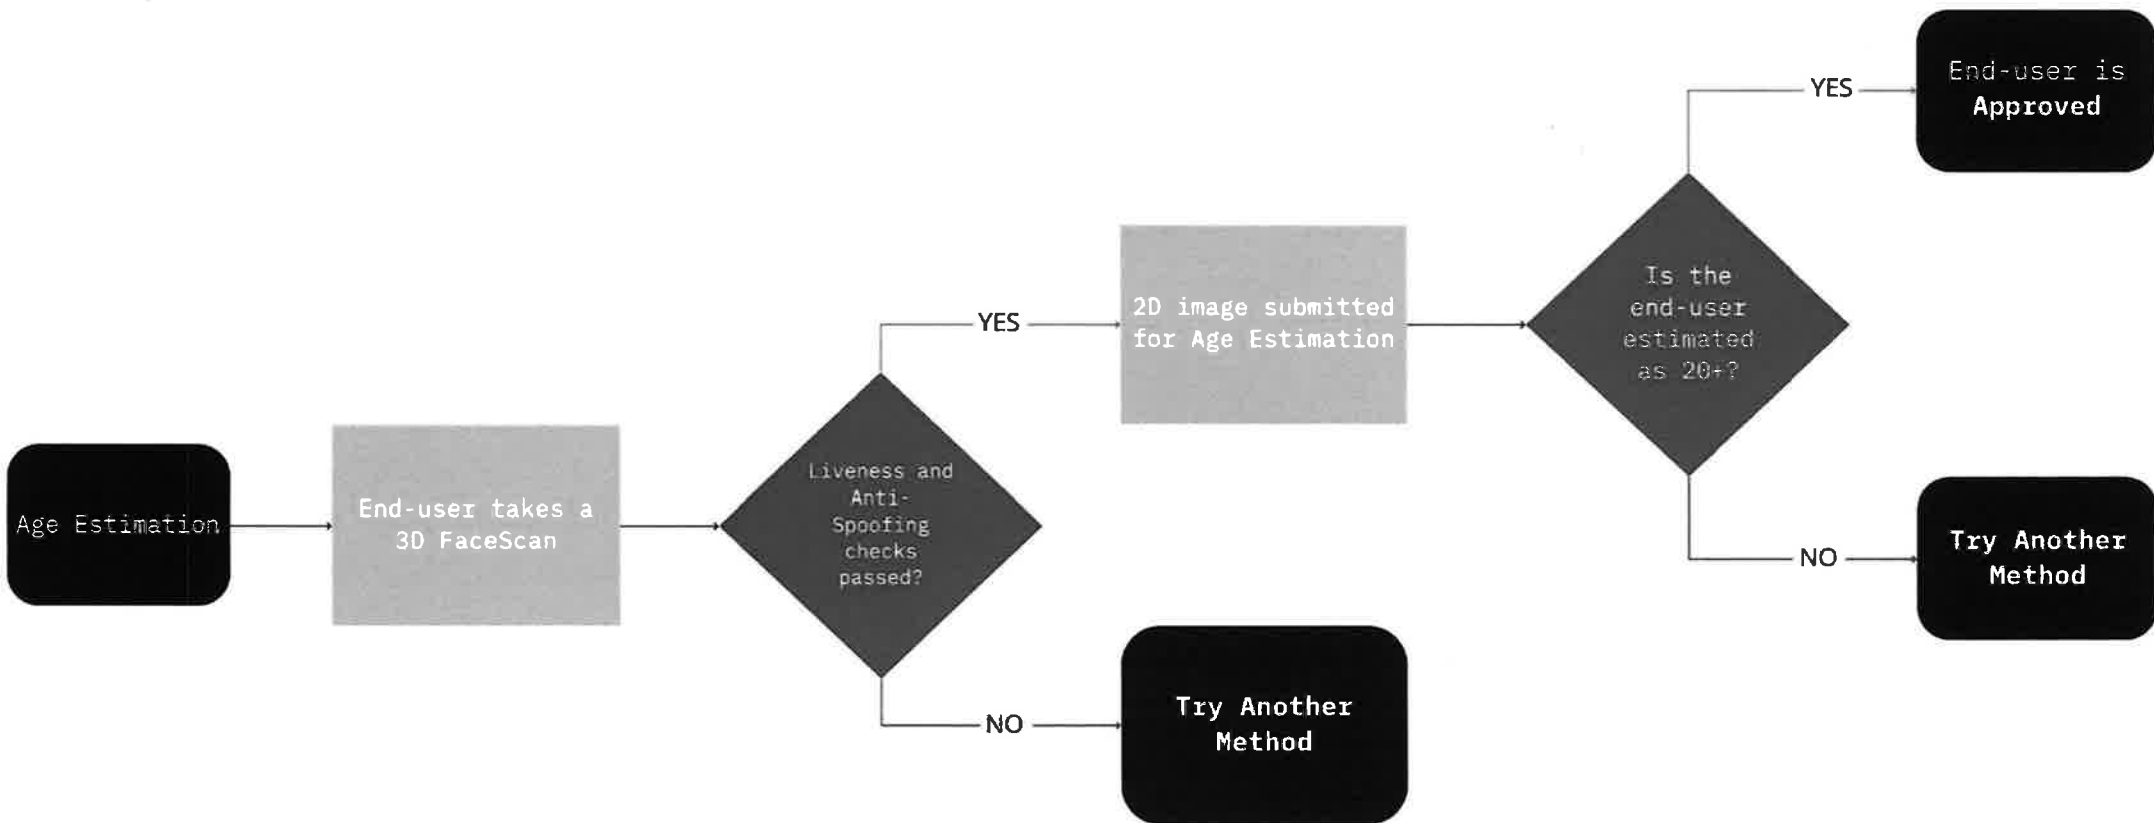 Age Estimation
End-user takes a
3D FaceScan
Liveness and
Anti-
Spoofing
checks
passed?
YES
2D image submitted
for Age Estimation
NO
Try Another
Method
Is the
end-user
estimated
as 20+?
YES
End-user is
Approved
NO
Try Another
Method